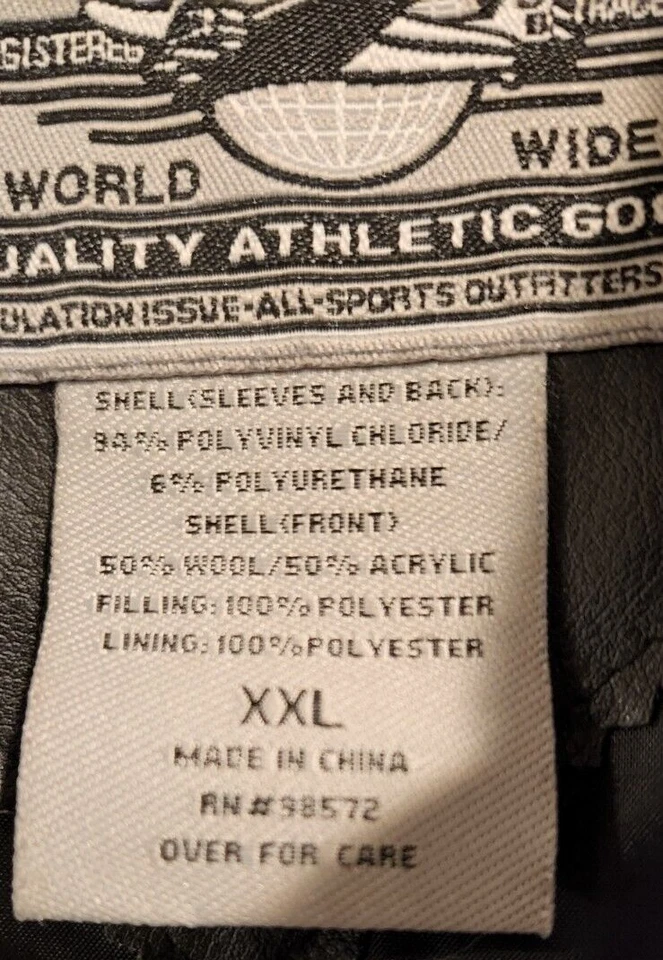 GISTERED
TRADE
WORLD WIDE
UALITY ATHLETIC GOO
ULATION ISSUE-ALL-SPORTS OUTFITTERS
SHELL(SLEEVES AND BACK):
94% POLYVINYL CHLORIDE/
6% POLYURETHANE
SHELL(FRONT)
50% WOOL/50% ACRYLIC
FILLING: 100% POLYESTER
LINING: 100%POLYESTER
XXL
MADE IN CHINA
RN#98572
OVER FOR CARE